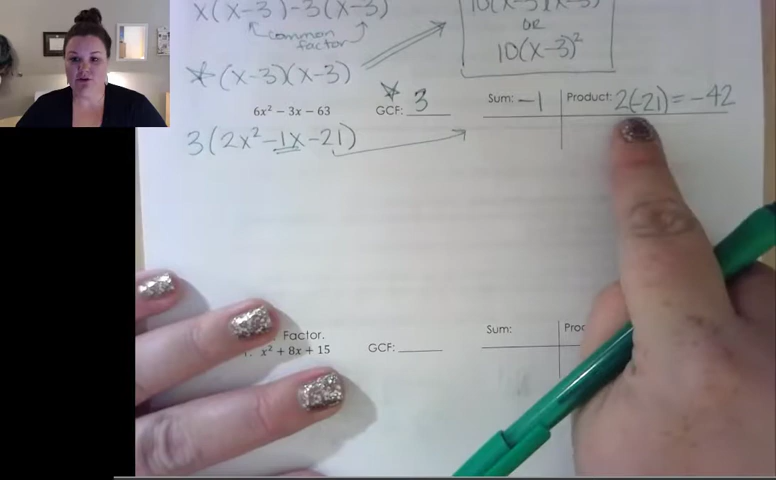 x(x-3)-3(x-3)
common
factor
10(x-3)(x-3)
OR
10(x-3)²
(x-3)(x-3)
6x² − 3x − 63
GCF: 3
Sum: -1
Product: 2(-21) = -42
3(2x² - 1x - 21)
Factor.
x² + 8x + 15
GCF:
Sum: